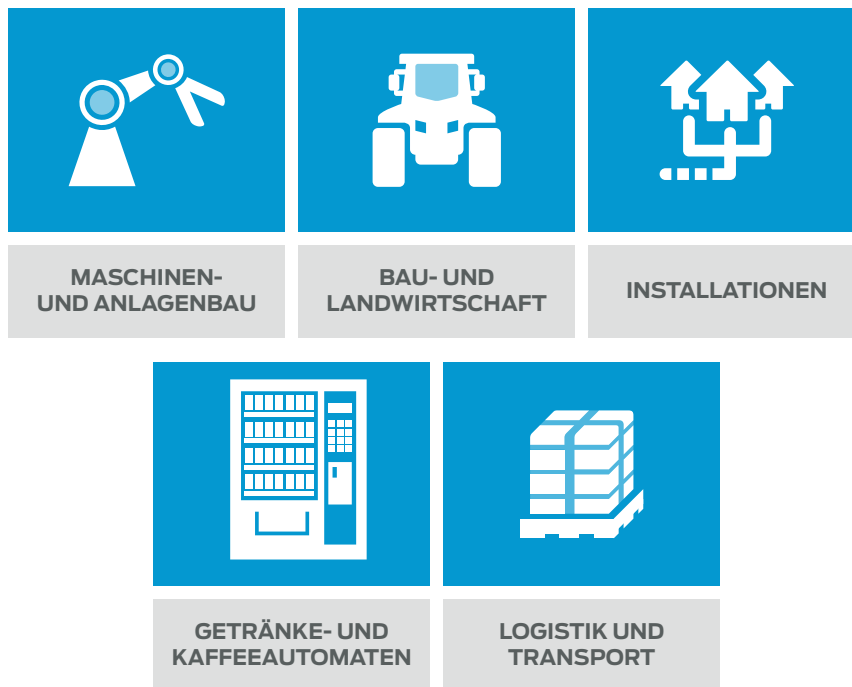 MASCHINEN-
UND ANLAGENBAU
BAU- UND
LANDWIRTSCHAFT
INSTALLATIONEN
GETRÄNKE- UND
KAFFEEAUTOMATEN
LOGISTIK UND
TRANSPORT